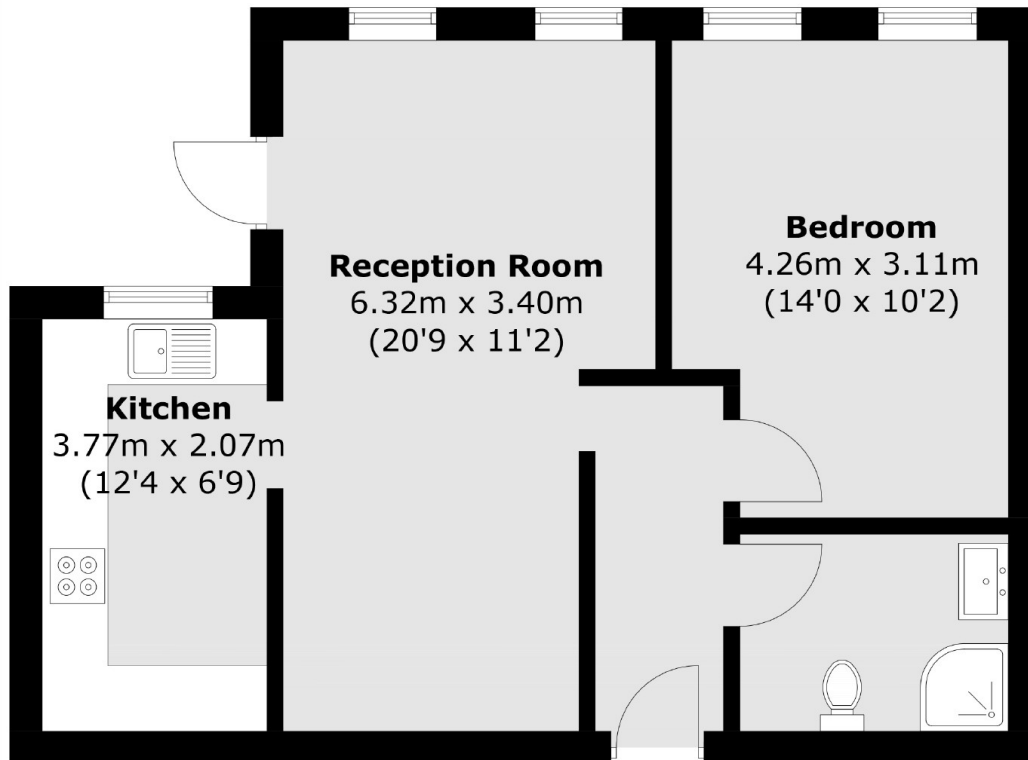 Reception Room
6.32m x 3.40m
(20'9 x 11'2)
Bedroom
4.26m x 3.11m
(14'0 x 10'2)
Kitchen
3.77m x 2.07m
(12'4 x 6'9)